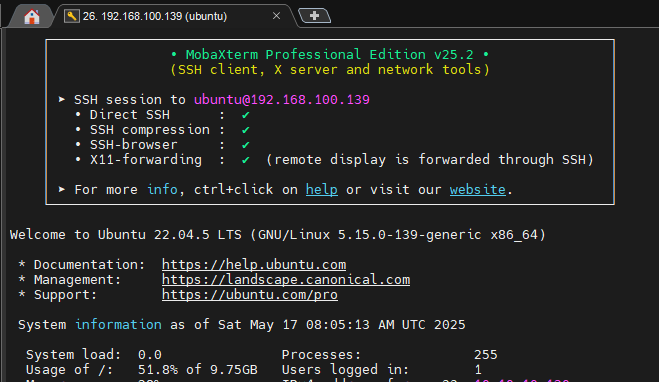 26. 192.168.100.139 (ubuntu)
• MobaXterm Professional Edition v25.2 •
(SSH client, X server and network tools)
➤ SSH session to ubuntu@192.168.100.139
• Direct SSH : ✔
• SSH compression : ✔
• SSH-browser : ✔
• X11-forwarding : ✔ (remote display is forwarded through SSH)
➤ For more info, ctrl+click on help or visit our website.
Welcome to Ubuntu 22.04.5 LTS (GNU/Linux 5.15.0-139-generic x86_64)
* Documentation: https://help.ubuntu.com
* Management: https://landscape.canonical.com
* Support: https://ubuntu.com/pro
System information as of Sat May 17 08:05:13 AM UTC 2025
System load: 0.0 Processes: 255
Usage of /: 51.8% of 9.75GB Users logged in: 1